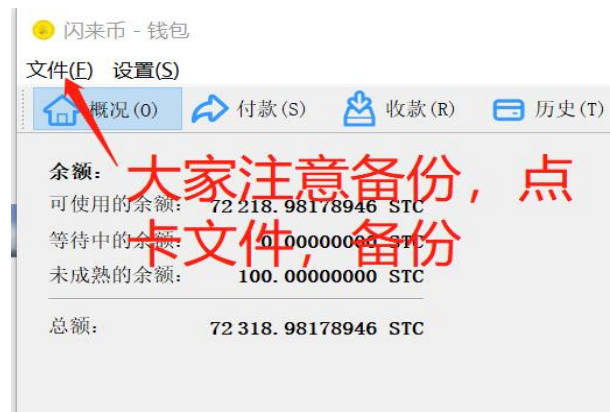 闪来币 - 钱包
文件(F) 设置(S)
概况(O) 付款(S) 收款(R) 历史(T)
余额:
大家注意备份，点
可使用的余额: 72 218.98178946 STC
卡文件，备份
等待中的余额: 0.00000000 STC
未成熟的余额: 100.00000000 STC
总额: 72 318.98178946 STC